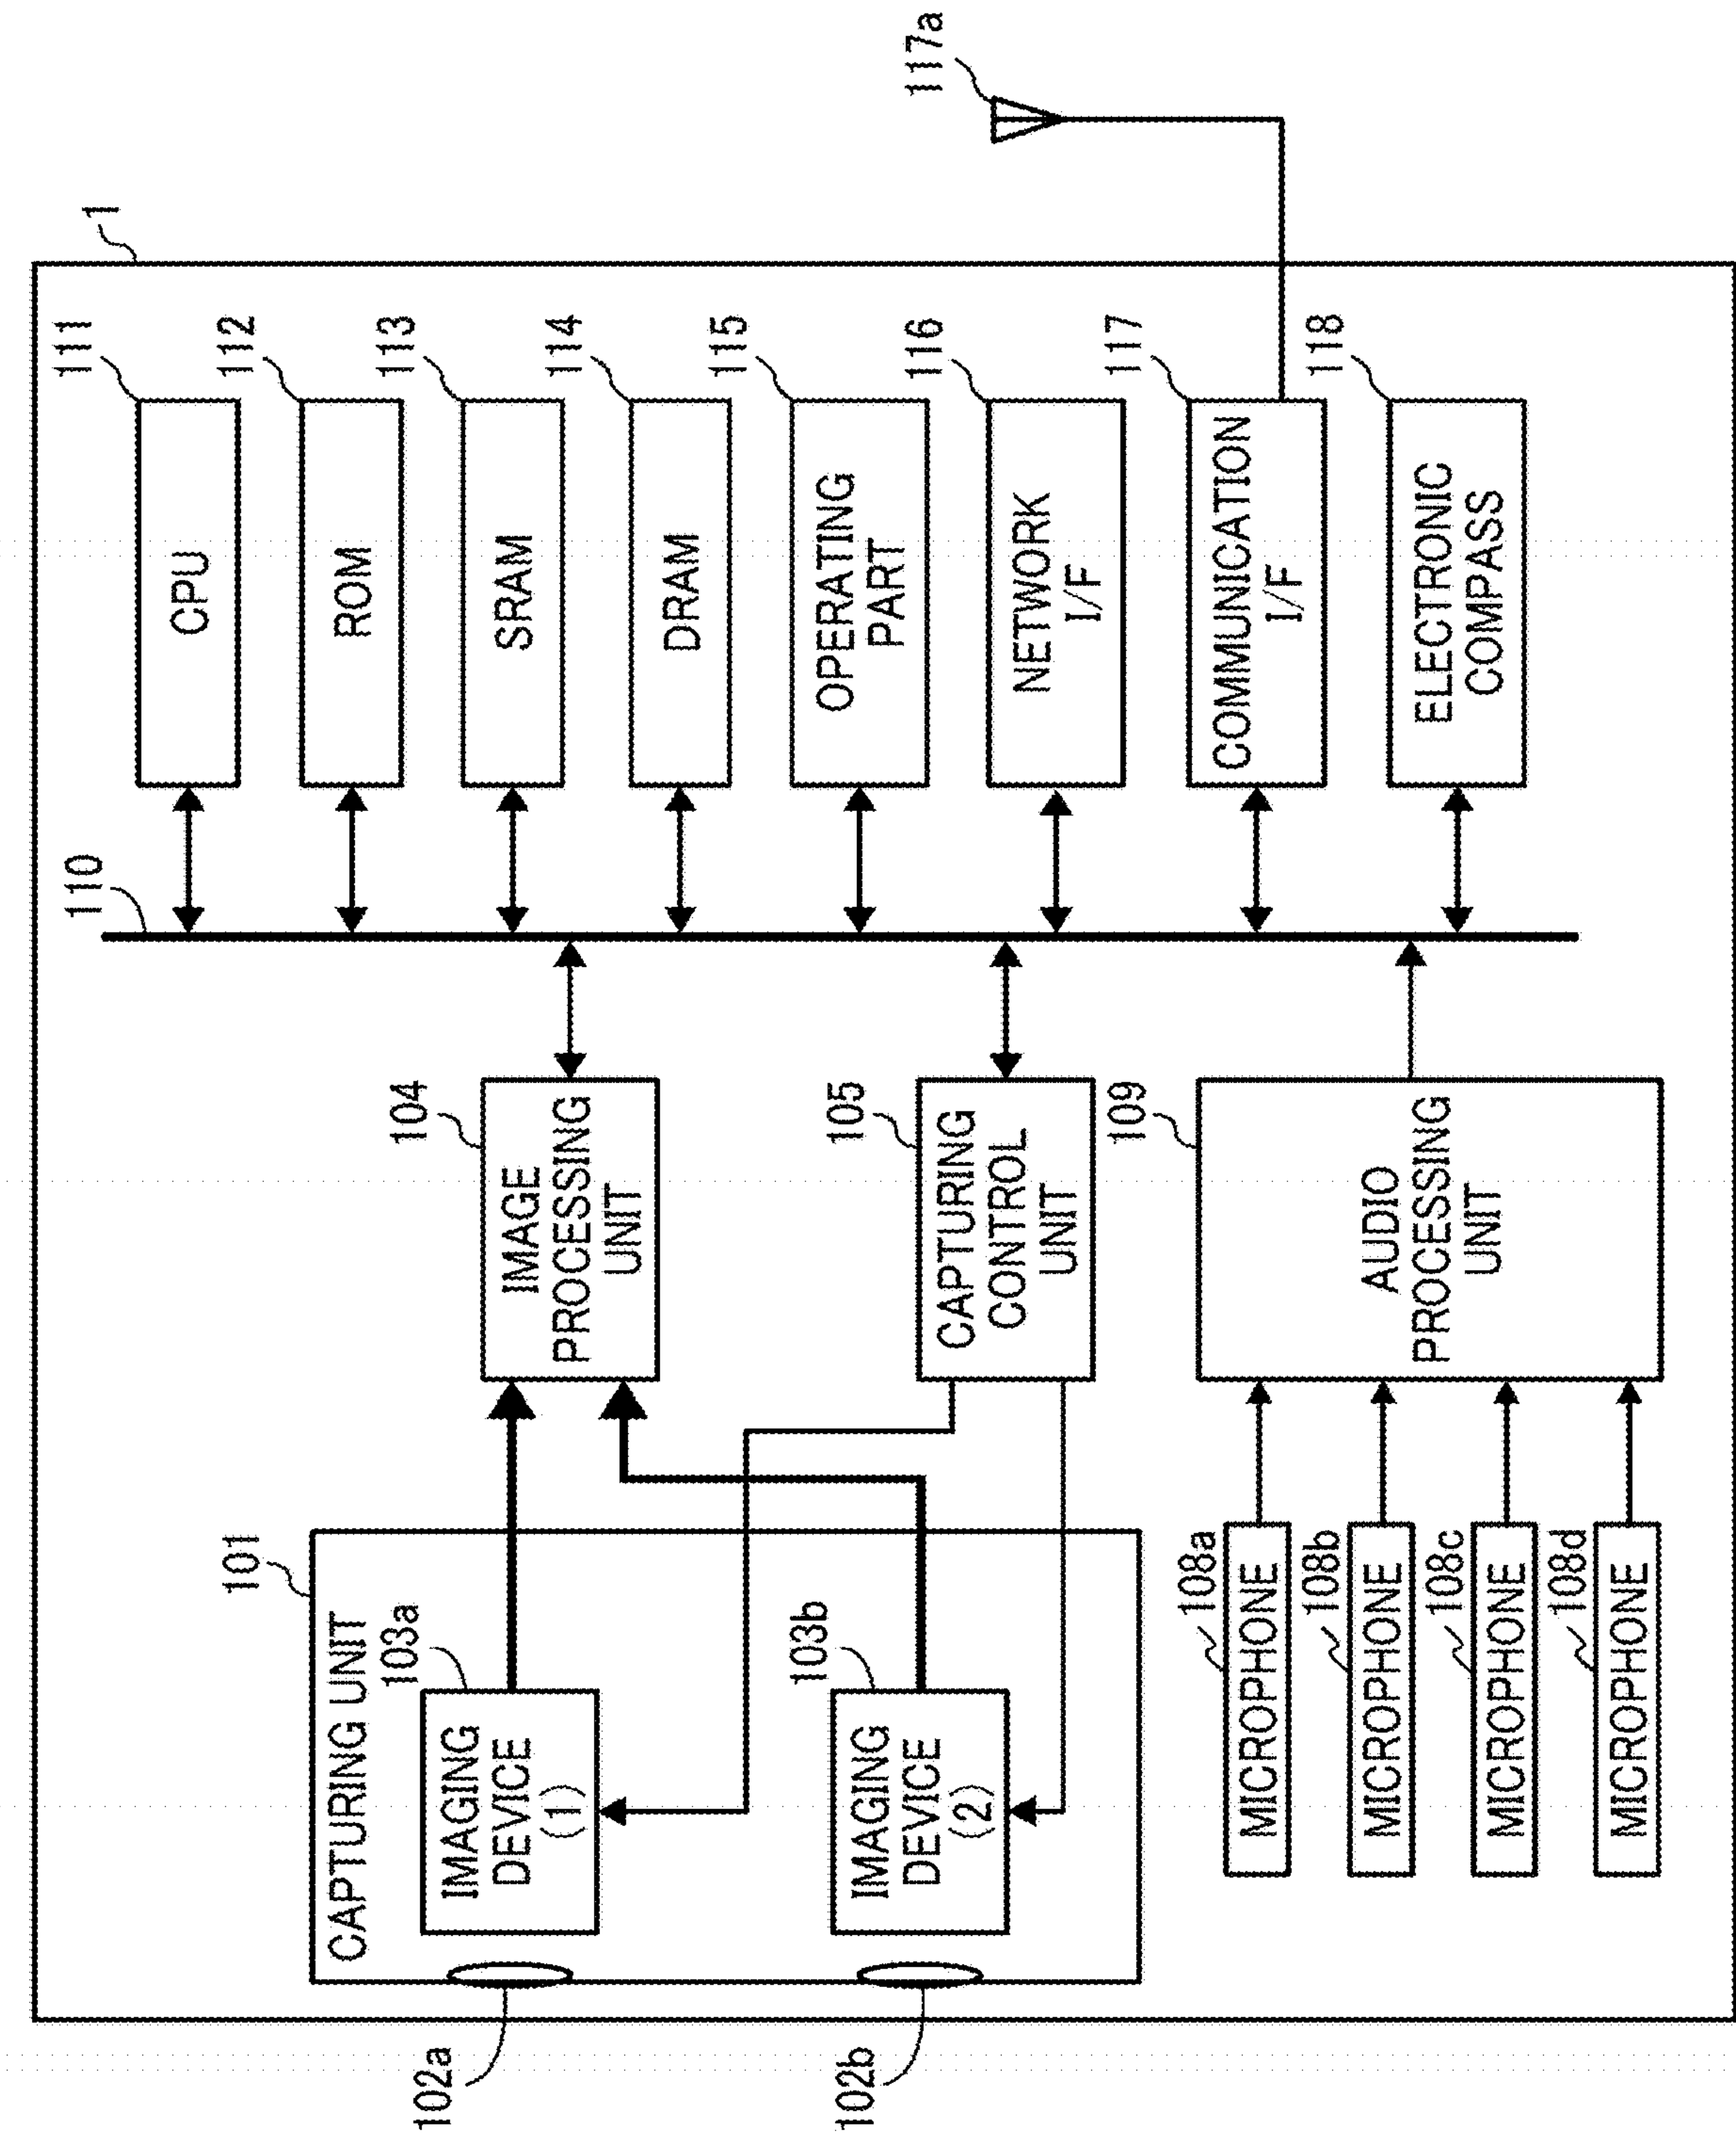 1
CAPTURING UNIT
101
102a
IMAGING
DEVICE
(1)
103a
102b
IMAGING
DEVICE
(2)
103b
IMAGE
PROCESSING
UNIT
104
CAPTURING
CONTROL
UNIT
105
MICROPHONE
108a
MICROPHONE
108b
MICROPHONE
108c
MICROPHONE
108d
AUDIO
PROCESSING
UNIT
109
110
CPU
111
ROM
112
SRAM
113
DRAM
114
OPERATING
PART
115
NETWORK
I/F
116
COMMUNICATION
I/F
117
117a
ELECTRONIC
COMPASS
118